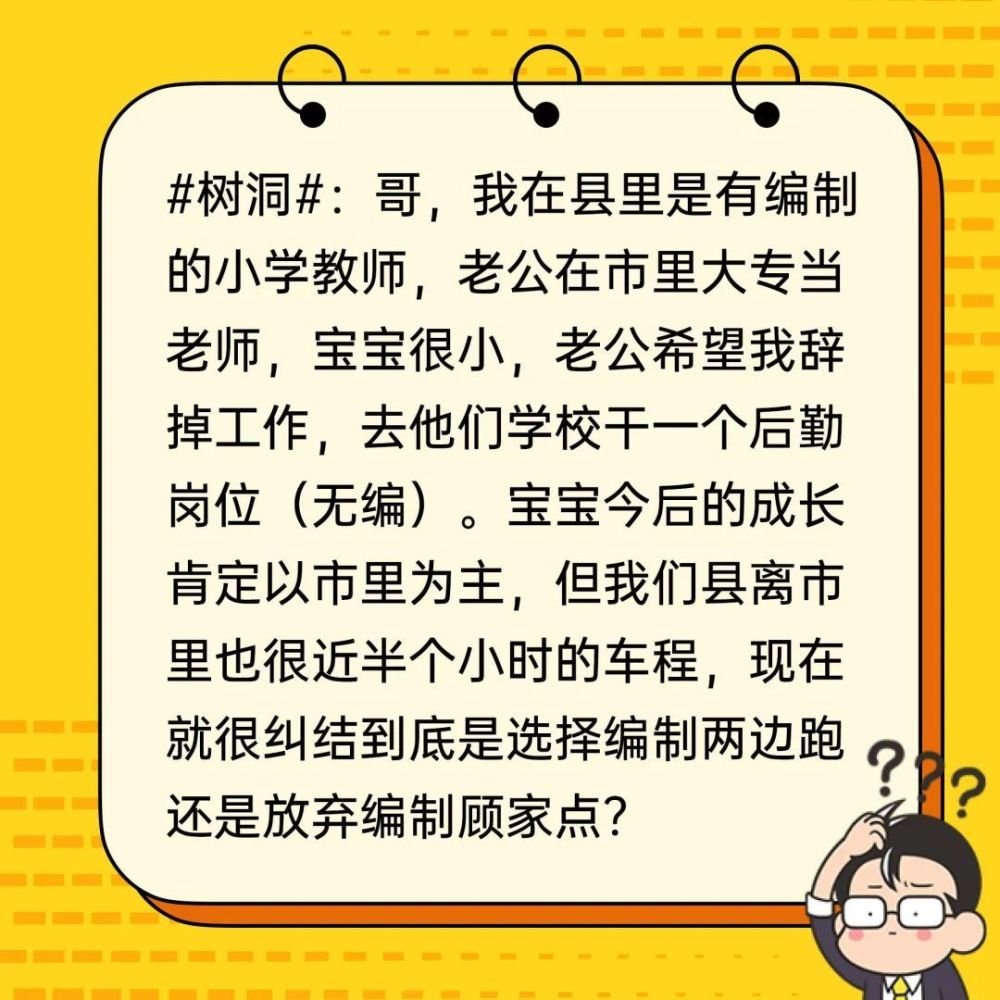 #树洞#：哥，我在县里是有编制
的小学教师，老公在市里大专当
老师，宝宝很小，老公希望我辞
掉工作，去他们学校干一个后勤
岗位（无编）。宝宝今后的成长
肯定以市里为主，但我们县离市
里也很近半个小时的车程，现在
就很纠结到底是选择编制两边跑
还是放弃编制顾家点？
???